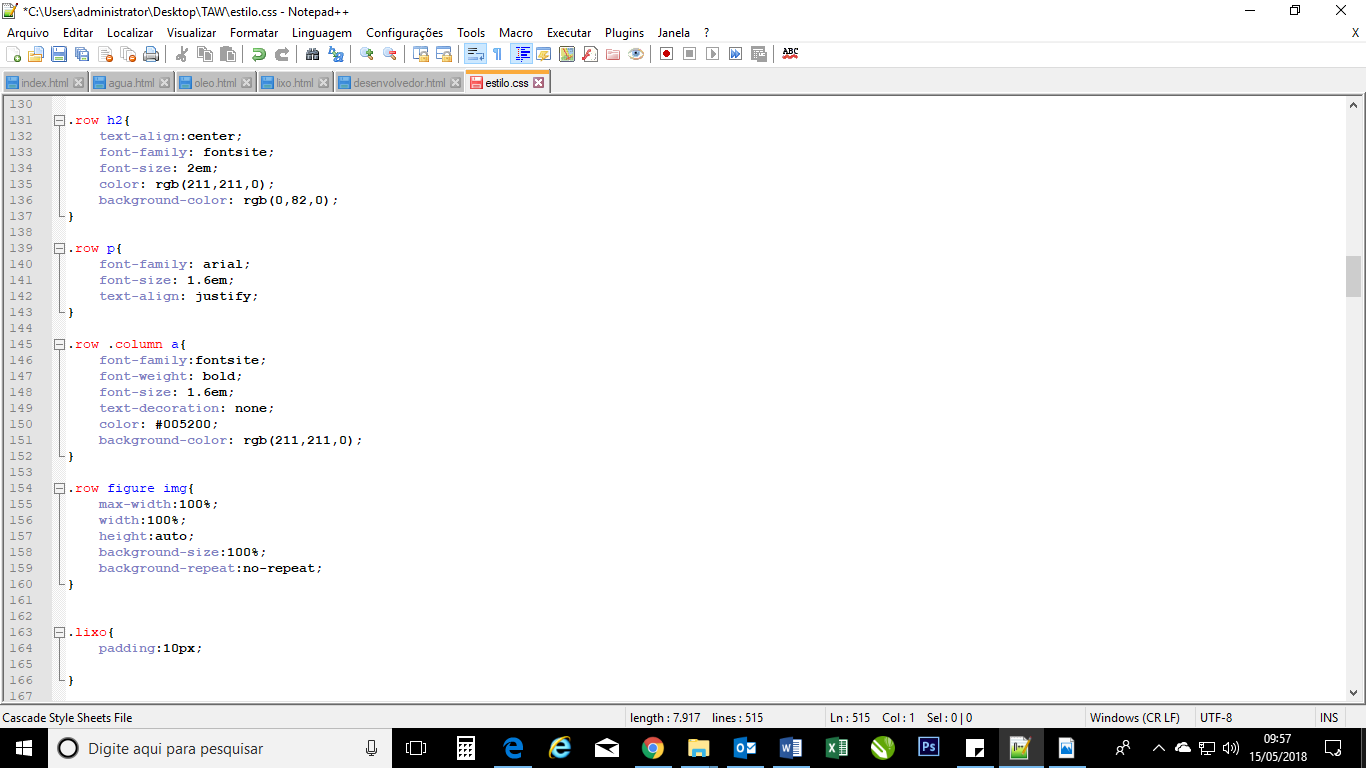 *C:\Users\administrator\Desktop\TAW\estilo.css - Notepad++
Arquivo Editar Localizar Visualizar Formatar Linguagem Configurações Tools Macro Executar Plugins Janela ? X
ABC
index.html agua.html oleo.html lixo.html desenvolvedor.html estilo.css
130
131 .row h2{
132 text-align:center;
133 font-family: fontsite;
134 font-size: 2em;
135 color: rgb(211,211,0);
136 background-color: rgb(0,82,0);
137 }
138
139 .row p{
140 font-family: arial;
141 font-size: 1.6em;
142 text-align: justify;
143 }
144
145 .row .column a{
146 font-family:fontsite;
147 font-weight: bold;
148 font-size: 1.6em;
149 text-decoration: none;
150 color: #005200;
151 background-color: rgb(211,211,0);
152 }
153
154 .row figure img{
155 max-width:100%;
156 width:100%;
157 height:auto;
158 background-size:100%;
159 background-repeat:no-repeat;
160 }
161
162
163 .lixo{
164 padding:10px;
165
166 }
167
Cascade Style Sheets File length : 7.917 lines : 515 Ln : 515 Col : 1 Sel : 0 | 0 Windows (CR LF) UTF-8 INS
Digite aqui para pesquisar
Ps
09:57
15/05/2018